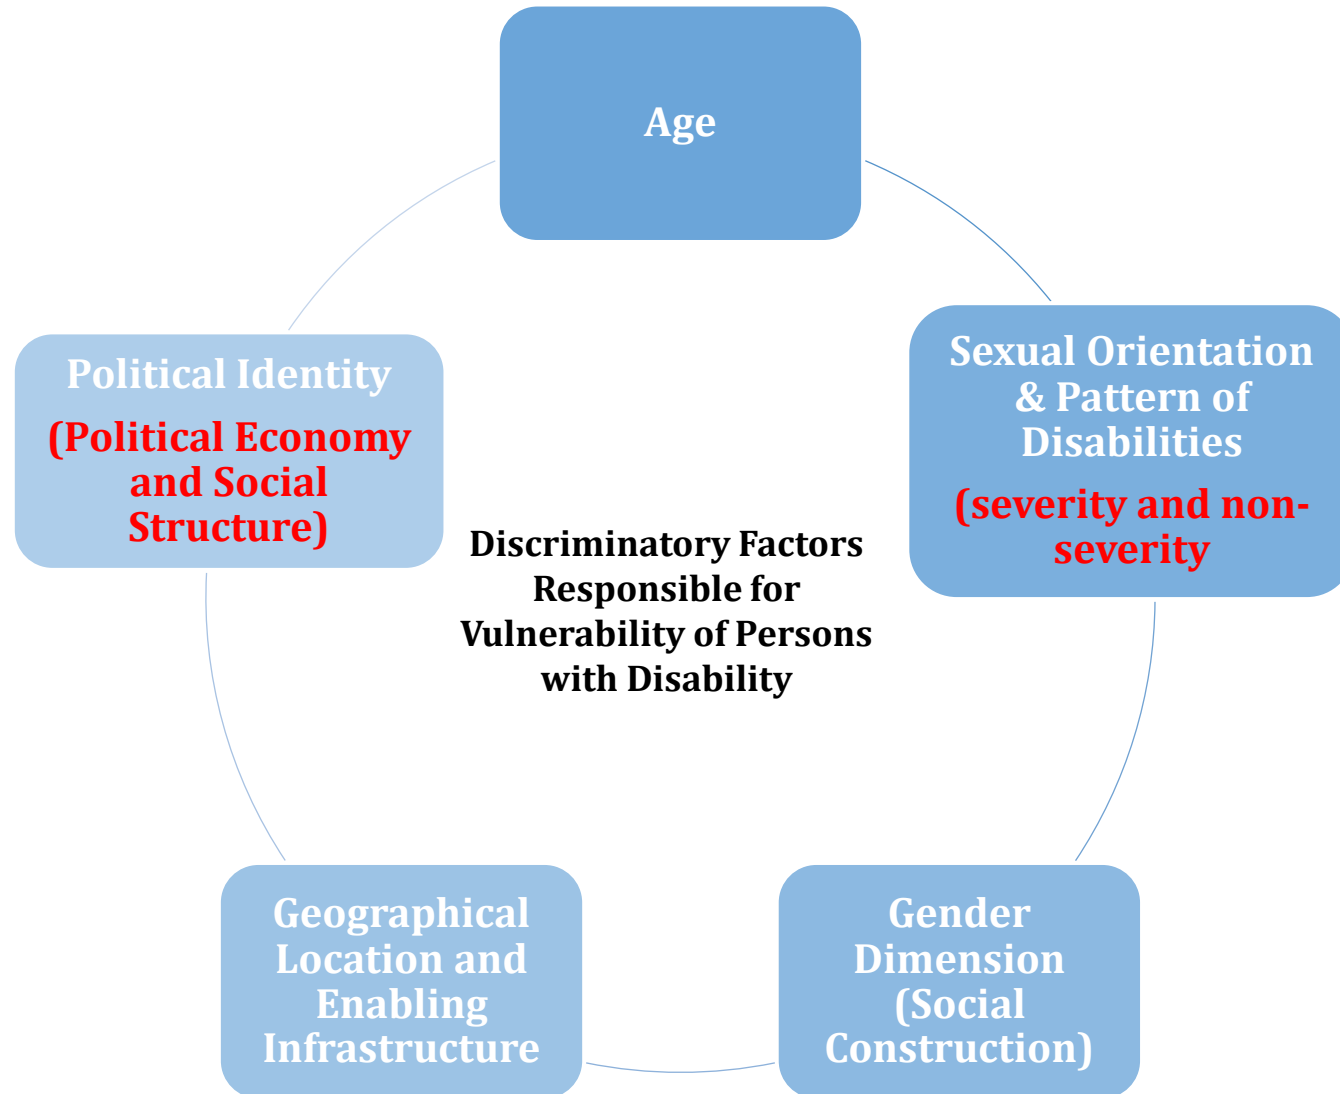 Age
Sexual Orientation
& Pattern of
Disabilities
(severity and non-
severity
Political Identity
(Political Economy
and Social
Structure)
Discriminatory Factors
Responsible for
Vulnerability of Persons
with Disability
Geographical
Location and
Enabling
Infrastructure
Gender
Dimension
(Social
Construction)